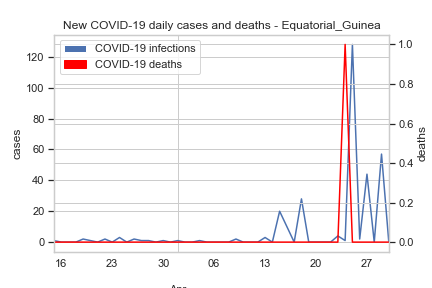 New COVID-19 daily cases and deaths - Equatorial_Guinea
COVID-19 infections
COVID-19 deaths
120
100
80
60
40
20
0
cases
1.0
0.8
0.6
0.4
0.2
0.0
deaths
16 23 30 06 13 20 27